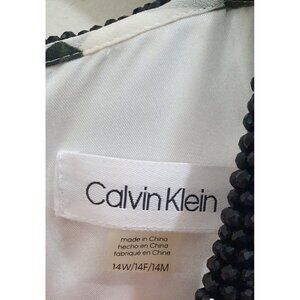 Calvin Klein
made in China
hecho en China
fabriqué en Chine
14W/14F/14M